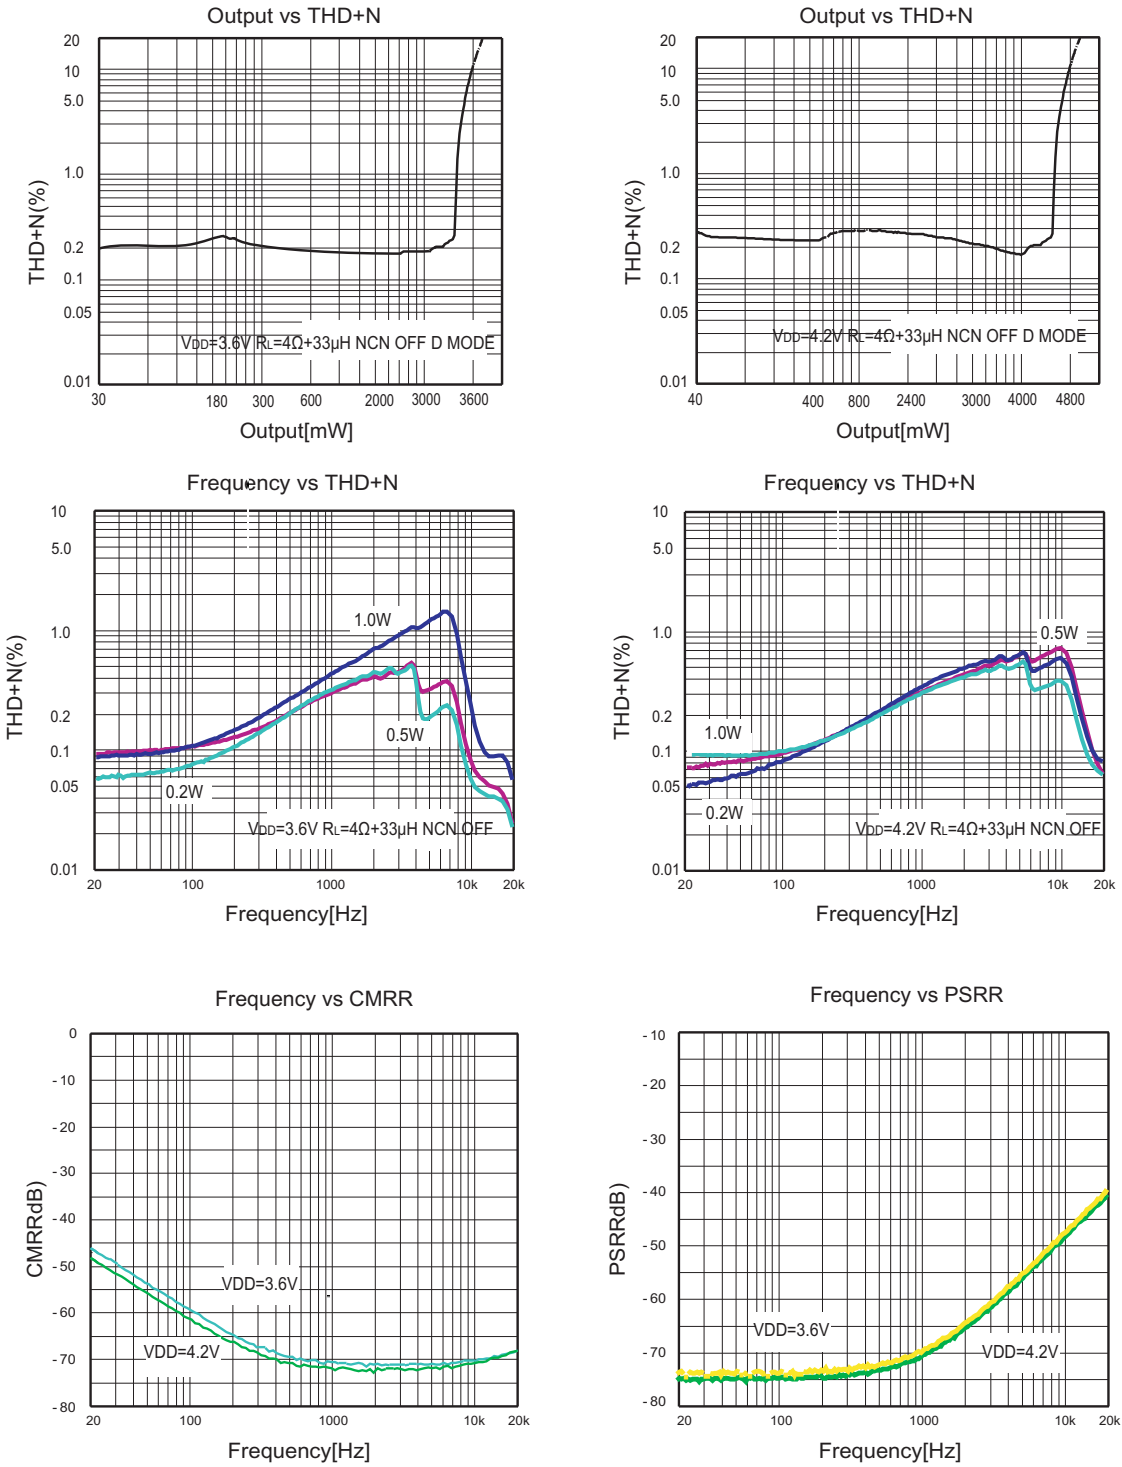 Output vs THD+N
20
10
5.0
1.0
0.2
0.1
0.05
0.01
THD+N(%)
VDD=3.6V RL=4Ω+33μH NCN OFF D MODE
30 180 300 600 2000 3000 3600
Output[mW]
Output vs THD+N
20
10
5.0
1.0
0.2
0.1
0.05
0.01
THD+N(%)
VDD=4.2V RL=4Ω+33μH NCN OFF D MODE
40 400 800 2400 3000 4000 4800
Output[mW]
Frequency vs THD+N
10
5.0
1.0
0.2
0.1
0.05
0.01
THD+N(%)
1.0W
0.5W
0.2W
VDD=3.6V RL=4Ω+33μH NCN OFF
20 100 1000 10k 20k
Frequency[Hz]
Frequency vs THD+N
10
5.0
1.0
0.2
0.1
0.05
0.01
THD+N(%)
0.5W
1.0W
0.2W
VDD=4.2V RL=4Ω+33μH NCN OFF
20 100 1000 10k 20k
Frequency[Hz]
Frequency vs CMRR
0
-10
-20
-30
-40
-50
-60
-70
-80
CMRRdB)
VDD=3.6V
VDD=4.2V
20 100 1000 10k 20k
Frequency[Hz]
Frequency vs PSRR
-10
-20
-30
-40
-50
-60
-70
-80
PSRRdB)
VDD=3.6V
VDD=4.2V
20 100 1000 10k 20k
Frequency[Hz]